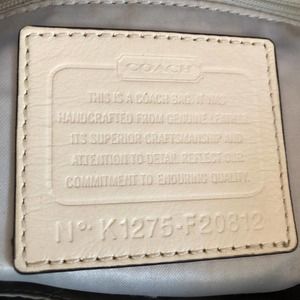 COACH
THIS IS A COACH BAG. IT WAS
HANDCRAFTED FROM GENUINE LEATHER.
ITS SUPERIOR CRAFTSMANSHIP AND
ATTENTION TO DETAIL REFLECT OUR
COMMITMENT TO ENDURING QUALITY.
Nº. K1275-F20812